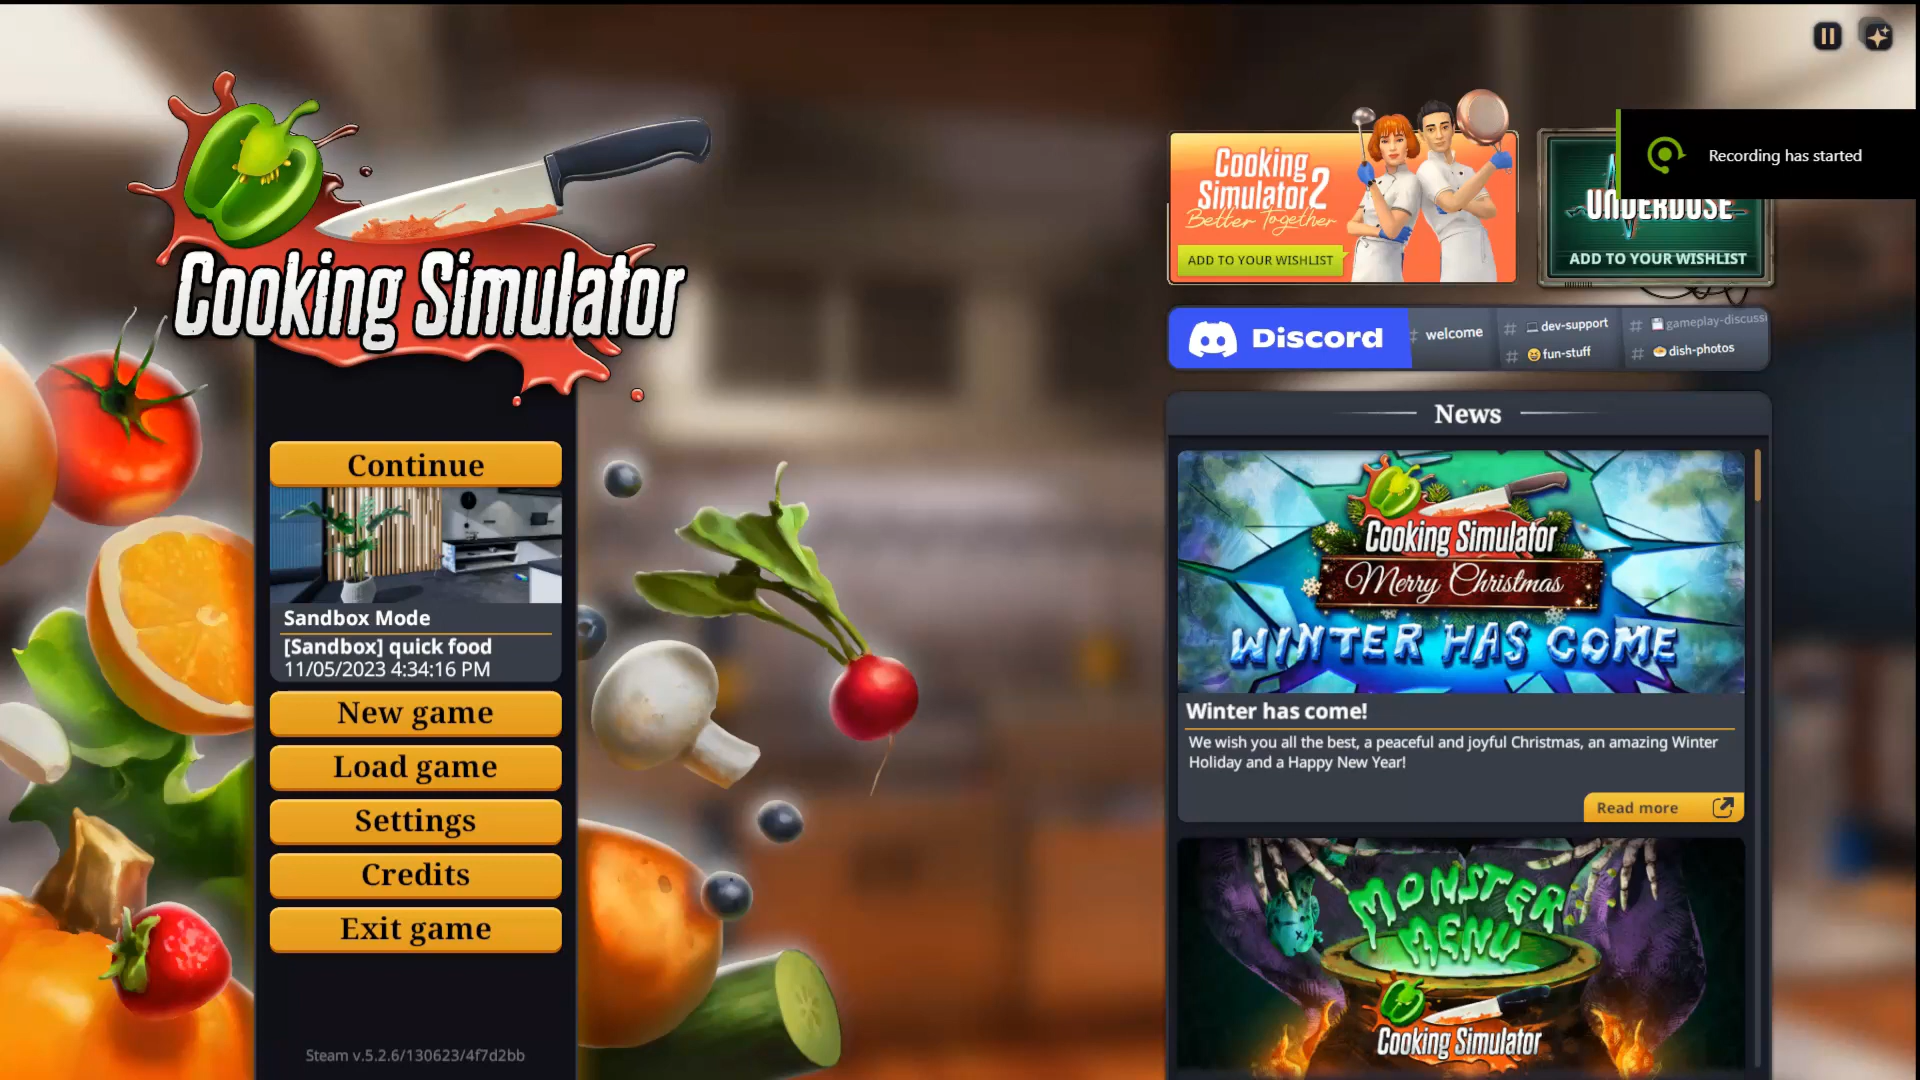 Cooking Simulator
Continue
Sandbox Mode
[Sandbox] quick food
11/05/2023 4:34:16 PM
New game
Load game
Settings
Credits
Exit game
Steam v.5.2.6/130623/4f7d2bb
Cooking
Simulator 2
Better Together
ADD TO YOUR WISHLIST
Recording has started
UNDERDOSE
ADD TO YOUR WISHLIST
Discord
# welcome
# dev-support
# fun-stuff
# gameplay-discussi
# dish-photos
News
Cooking Simulator
Merry Christmas
WINTER HAS COME
Winter has come!
We wish you all the best, a peaceful and joyful Christmas, an amazing Winter
Holiday and a Happy New Year!
Read more
MONSTER
MENU
Cooking Simulator